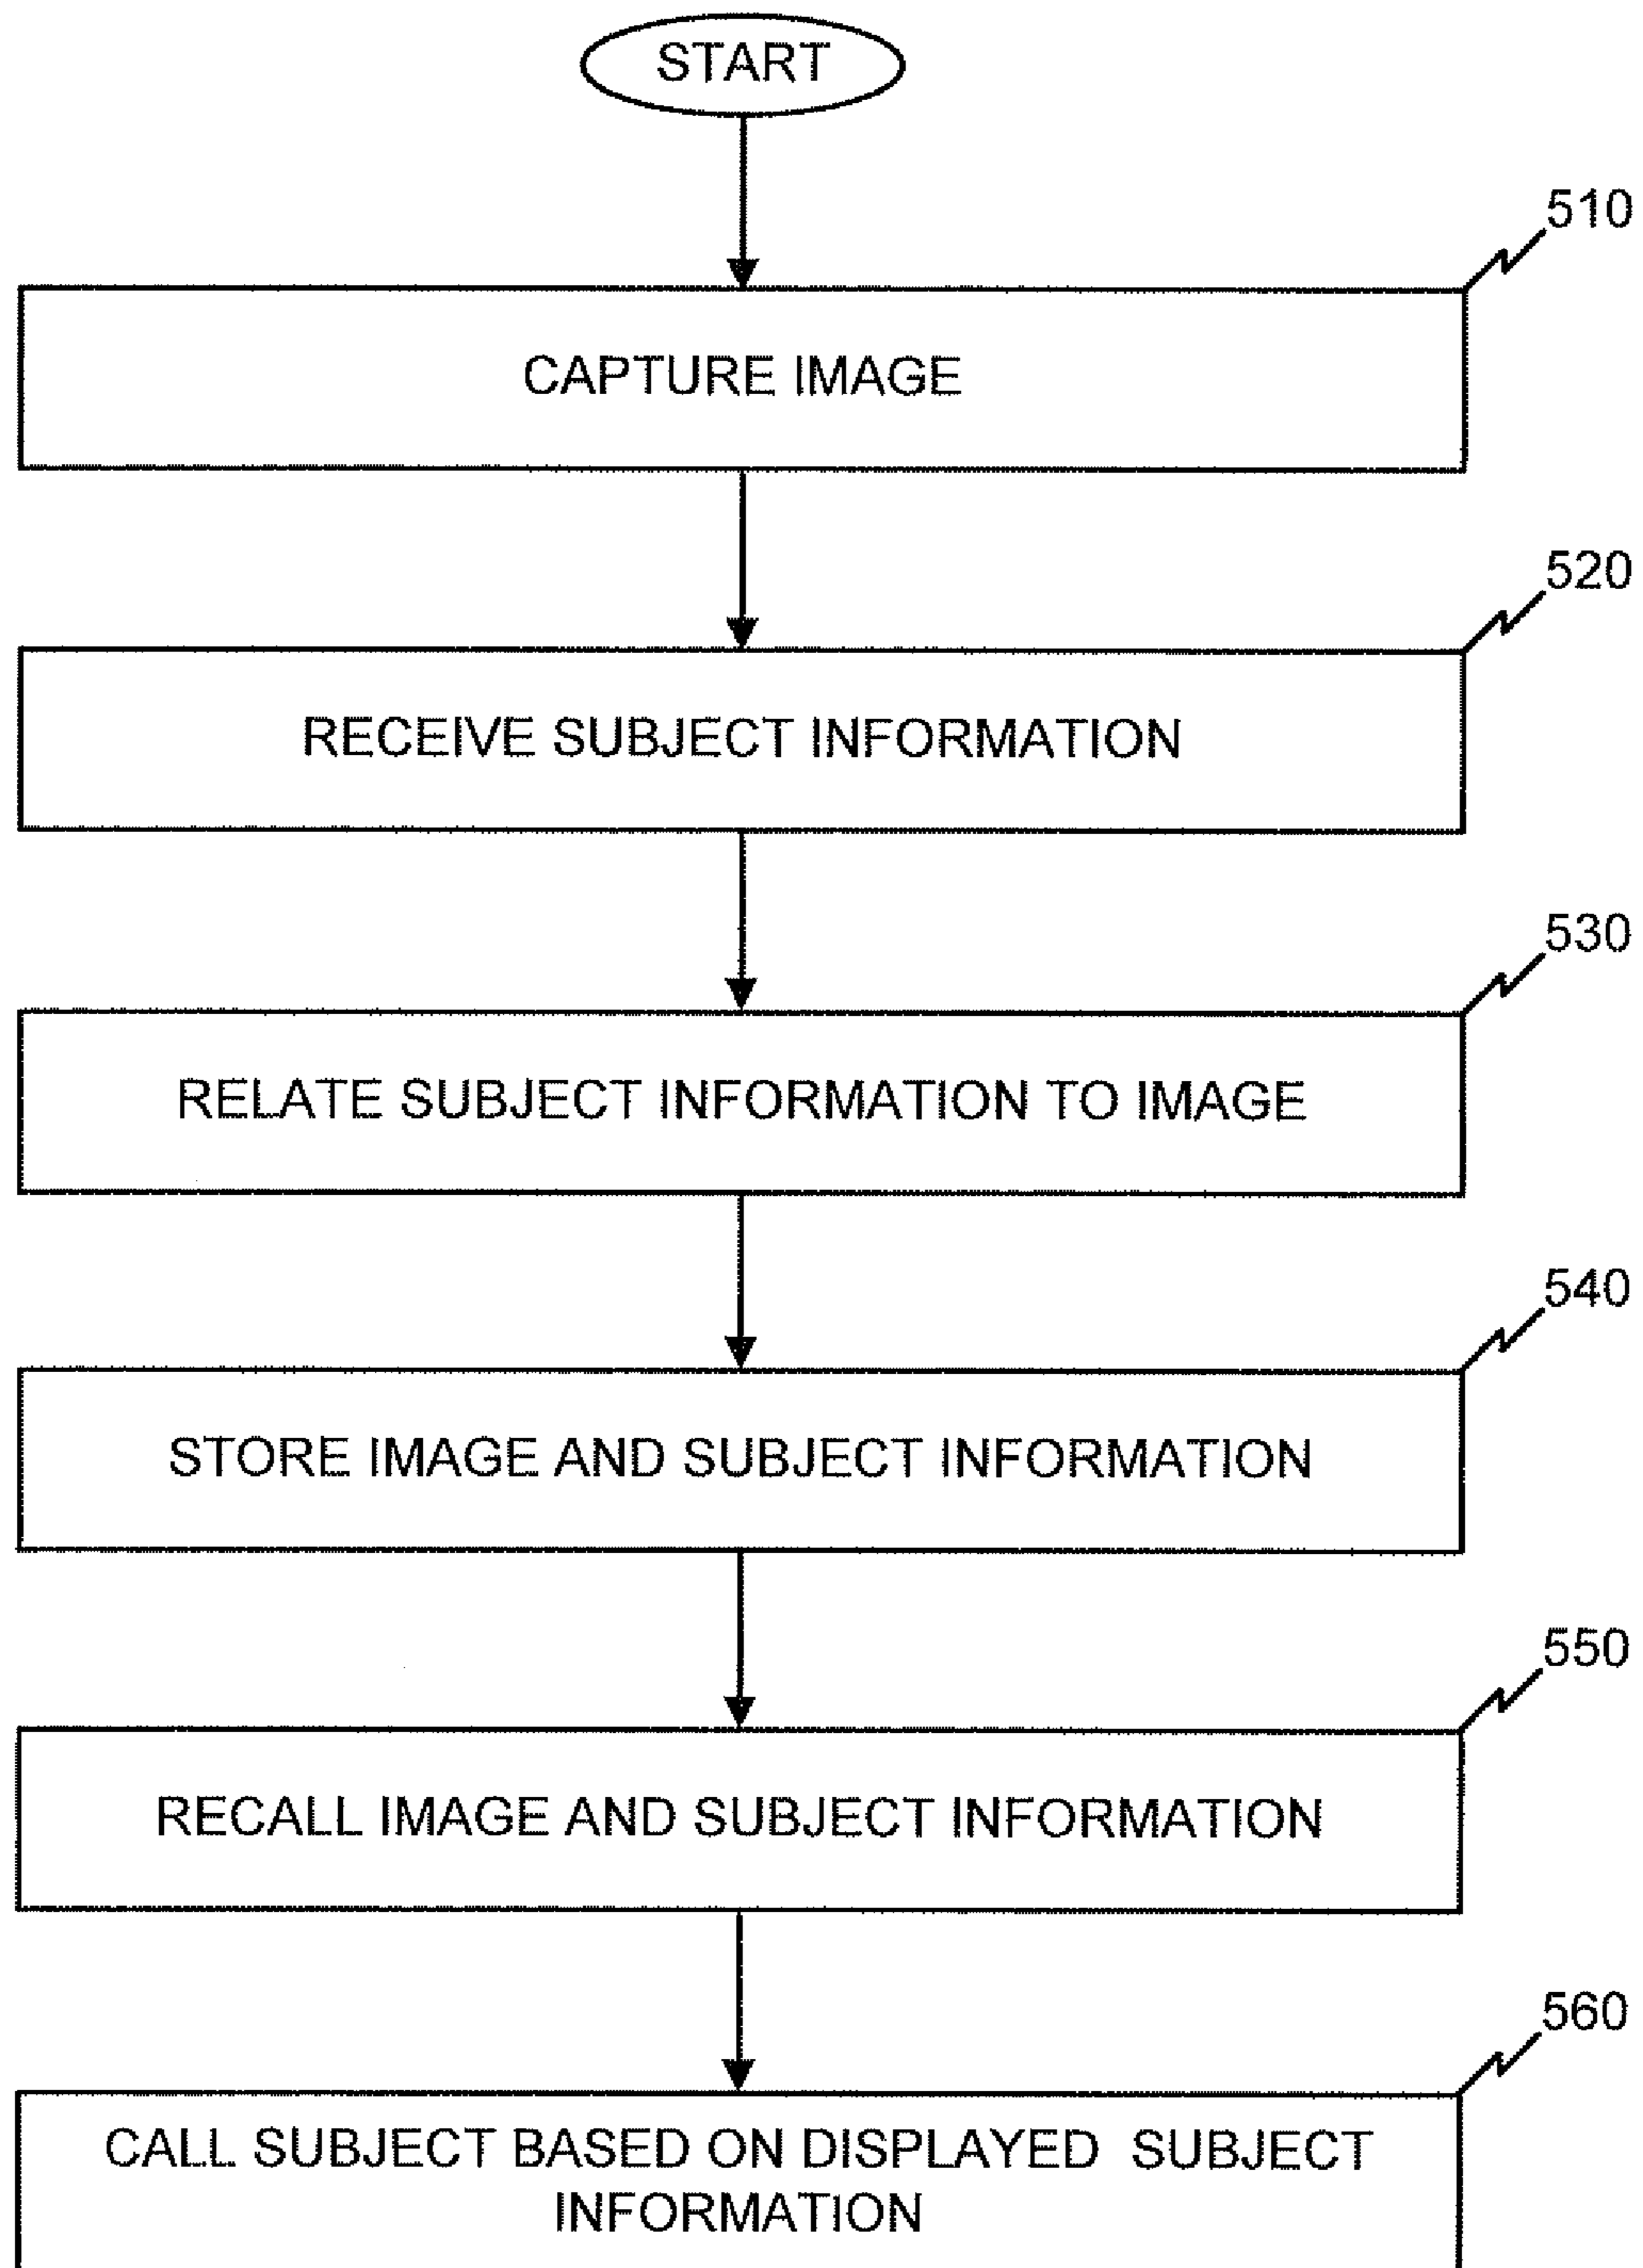 START
510
CAPTURE IMAGE
520
RECEIVE SUBJECT INFORMATION
530
RELATE SUBJECT INFORMATION TO IMAGE
540
STORE IMAGE AND SUBJECT INFORMATION
550
RECALL IMAGE AND SUBJECT INFORMATION
560
CALL SUBJECT BASED ON DISPLAYED SUBJECT
INFORMATION